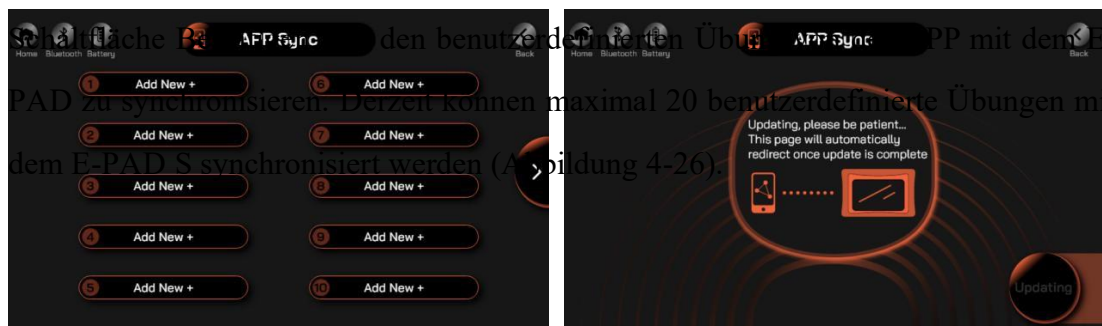 Schaltfläche den benutzerdefinierten mit dem E
PAD zu synchronisieren. Derzeit können maximal 20 benutzerdefinierte Übungen mi
dem E-PAD S synchronisiert werden (Abbildung 4-26).
APP Sync
Home Bluetooth Battery
Back
1 Add New +
2 Add New +
3 Add New +
4 Add New +
5 Add New +
6 Add New +
7 Add New +
8 Add New +
9 Add New +
10 Add New +
APP Sync
Home Bluetooth Battery
Back
Updating, please be patient...
This page will automatically
redirect once update is complete
Updating